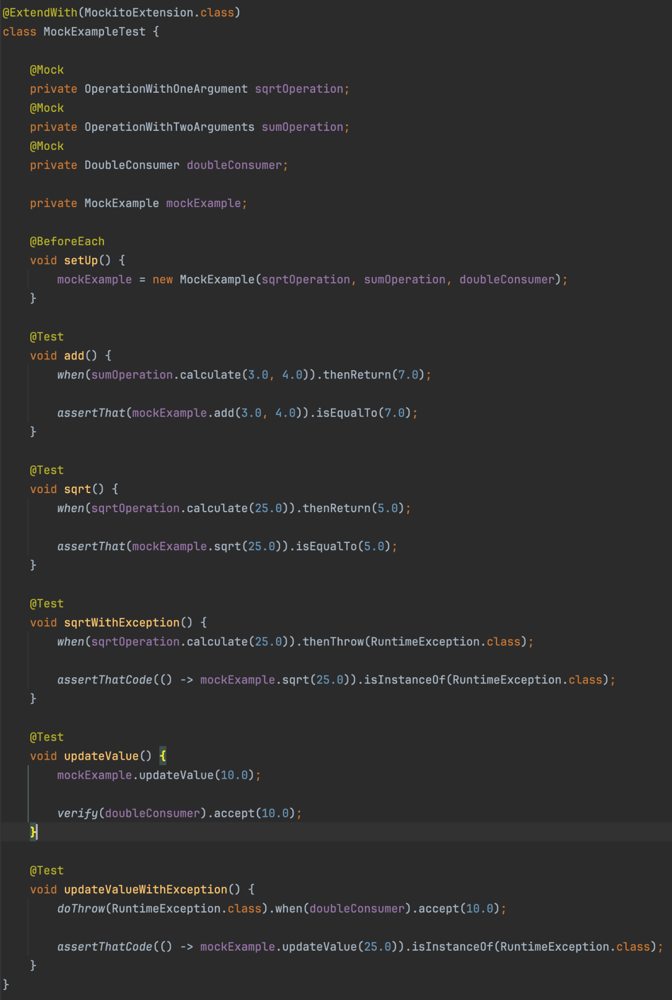 @ExtendWith(MockitoExtension.class)
class MockExampleTest {
@Mock
private OperationWithOneArgument sqrtOperation;
@Mock
private OperationWithTwoArguments sumOperation;
@Mock
private DoubleConsumer doubleConsumer;
private MockExample mockExample;
@BeforeEach
void setUp() {
mockExample = new MockExample(sqrtOperation, sumOperation, doubleConsumer);
}
@Test
void add() {
when(sumOperation.calculate(3.0, 4.0)).thenReturn(7.0);
assertThat(mockExample.add(3.0, 4.0)).isEqualTo(7.0);
}
@Test
void sqrt() {
when(sqrtOperation.calculate(25.0)).thenReturn(5.0);
assertThat(mockExample.sqrt(25.0)).isEqualTo(5.0);
}
@Test
void sqrtWithException() {
when(sqrtOperation.calculate(25.0)).thenThrow(RuntimeException.class);
assertThatCode(() -> mockExample.sqrt(25.0)).isInstanceOf(RuntimeException.class);
}
@Test
void updateValue() {
mockExample.updateValue(10.0);
verify(doubleConsumer).accept(10.0);
}
@Test
void updateValueWithException() {
doThrow(RuntimeException.class).when(doubleConsumer).accept(10.0);
assertThatCode(() -> mockExample.updateValue(25.0)).isInstanceOf(RuntimeException.class);
}
}